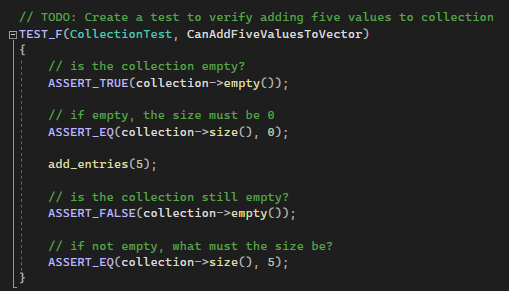 // TODO: Create a test to verify adding five values to collection
TEST_F(CollectionTest, CanAddFiveValuesToVector)
{
// is the collection empty?
ASSERT_TRUE(collection->empty());
// if empty, the size must be 0
ASSERT_EQ(collection->size(), 0);
add_entries(5);
// is the collection still empty?
ASSERT_FALSE(collection->empty());
// if not empty, what must the size be?
ASSERT_EQ(collection->size(), 5);
}